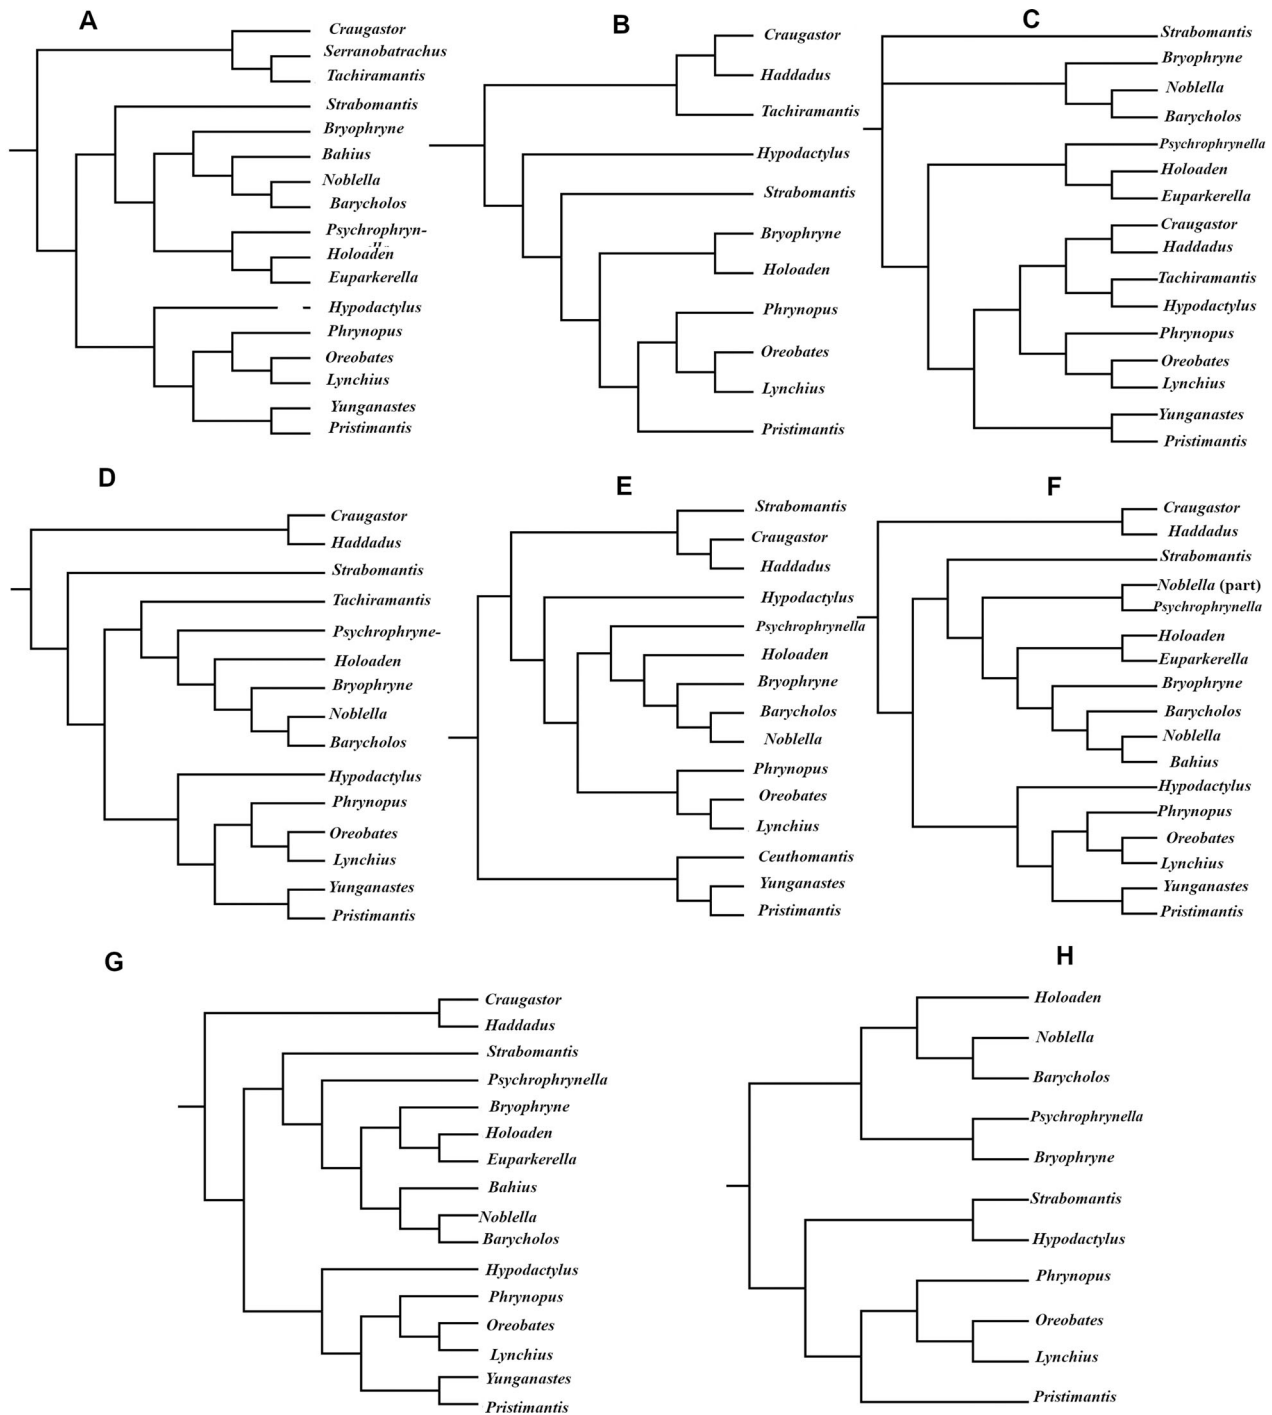 A
Craugastor
Serranobatrachus
Tachiramantis
Strabomantis
Bryophryne
Bahius
Noblella
Barycholos
Psychrophryn-
Holoaden
Euparkerella
Hypodactylus
Phrynopus
Oreobates
Lynchius
Yunganastes
Pristimantis
B
Craugastor
Haddadus
Tachiramantis
Hypodactylus
Strabomantis
Bryophryne
Holoaden
Phrynopus
Oreobates
Lynchius
Pristimantis
C
Strabomantis
Bryophryne
Noblella
Barycholos
Psychrophrynella
Holoaden
Euparkerella
Craugastor
Haddadus
Tachiramantis
Hypodactylus
Phrynopus
Oreobates
Lynchius
Yunganastes
Pristimantis
D
Craugastor
Haddadus
Strabomantis
Tachiramantis
Psychrophryne-
Holoaden
Bryophryne
Noblella
Barycholos
Hypodactylus
Phrynopus
Oreobates
Lynchius
Yunganastes
Pristimantis
E
Strabomantis
Craugastor
Haddadus
Hypodactylus
Psychrophrynella
Holoaden
Bryophryne
Barycholos
Noblella
Phrynopus
Oreobates
Lynchius
Ceuthomantis
Yunganastes
Pristimantis
F
Craugastor
Haddadus
Strabomantis
Noblella (part)
Psychrophrynella
Holoaden
Euparkerella
Bryophryne
Barycholos
Noblella
Bahius
Hypodactylus
Phrynopus
Oreobates
Lynchius
Yunganastes
Pristimantis
G
Craugastor
Haddadus
Strabomantis
Psychrophrynella
Bryophryne
Holoaden
Euparkerella
Bahius
Noblella
Barycholos
Hypodactylus
Phrynopus
Oreobates
Lynchius
Yunganastes
Pristimantis
H
Holoaden
Noblella
Barycholos
Psychrophrynella
Bryophryne
Strabomantis
Hypodactylus
Phrynopus
Oreobates
Lynchius
Pristimantis